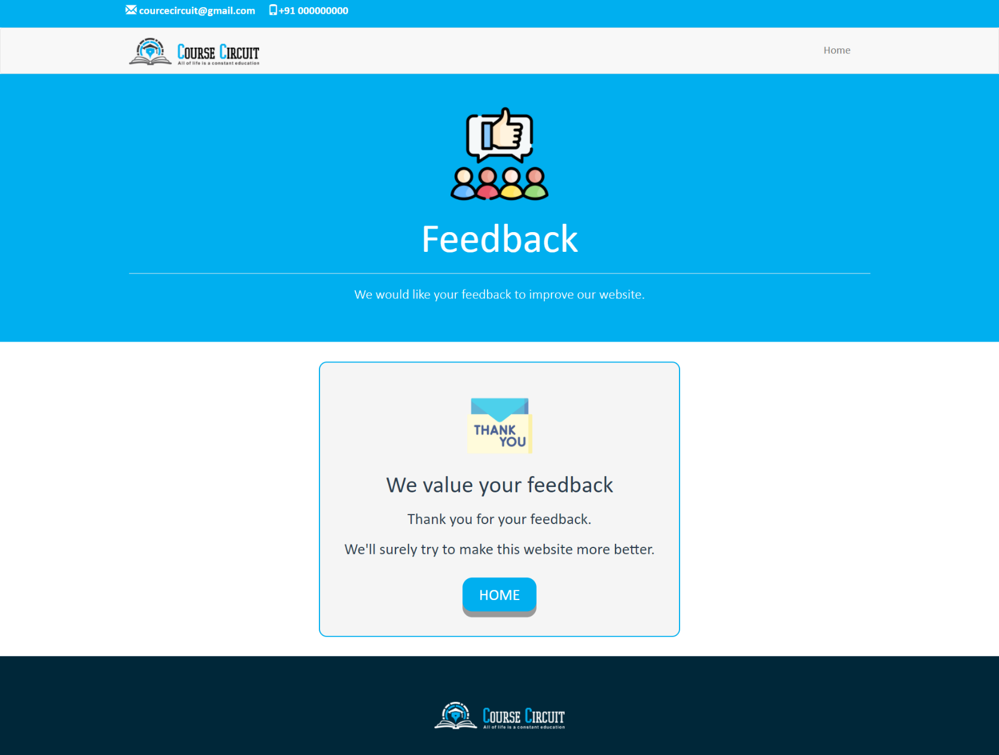 courcecircuit@gmail.com +91 000000000
COURSE CIRCUIT
All of life is a constant education
Home
Feedback
We would like your feedback to improve our website.
THANK
YOU
We value your feedback
Thank you for your feedback.
We'll surely try to make this website more better.
HOME
COURSE CIRCUIT
All of life is a constant education